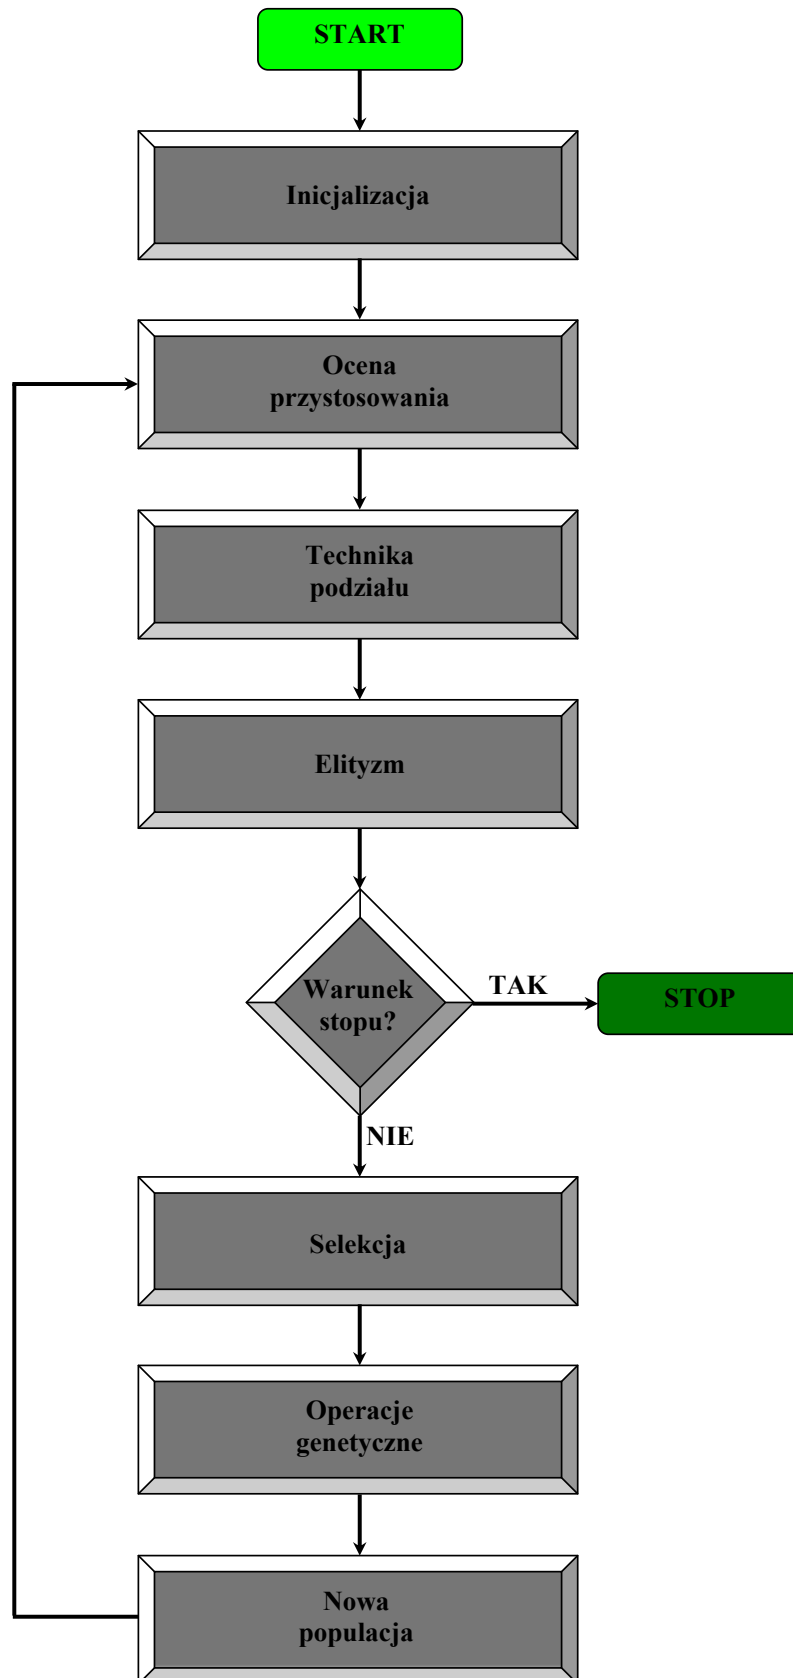 START
Inicjalizacja
Ocena
przystosowania
Technika
podziału
Elityzm
Warunek
stopu?
TAK
STOP
NIE
Selekcja
Operacje
genetyczne
Nowa
populacja